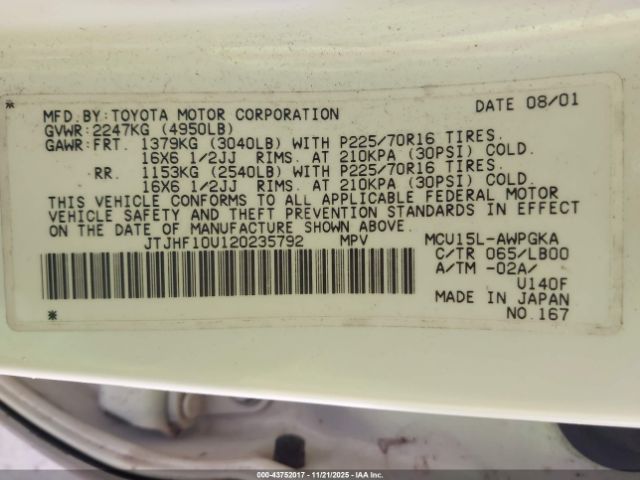 * MFD.BY:TOYOTA MOTOR CORPORATION DATE 08/01
GVWR:2247KG (4950LB)
GAWR:FRT. 1379KG (3040LB) WITH P225/70R16 TIRES.
16X6 1/2JJ RIMS. AT 210KPA (30PSI) COLD.
RR. 1153KG (2540LB) WITH P225/70R16 TIRES.
16X6 1/2JJ RIMS. AT 210KPA (30PSI) COLD.
THIS VEHICLE CONFORMS TO ALL APPLICABLE FEDERAL MOTOR
VEHICLE SAFETY AND THEFT PREVENTION STANDARDS IN EFFECT
ON THE DATE OF MANUFACTURE SHOWN ABOVE.
JTJHF10U120235792 MPV MCU15L-AWPGKA
C/TR 065/LB00
A/TM -02A/
U140F
MADE IN JAPAN
* NO.167
000-43752017 - 11/21/2025 - IAA Inc.